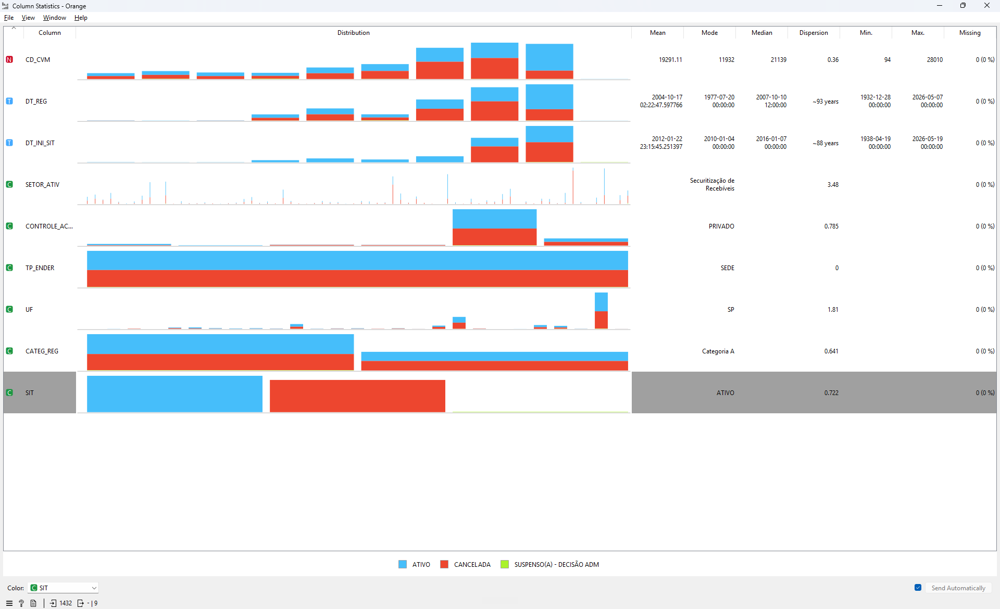 Column Statistics - Orange
File View Window Help
Column Distribution Mean Mode Median Dispersion Min. Max. Missing
N CD_CVM 19291.11 11932 21139 0.36 94 28010 0 (0 %)
T DT_REG 2004-10-17 02:22:47.597766 1977-07-20 00:00:00 2007-10-10 12:00:00 ~93 years 1932-12-28 00:00:00 2026-05-07 00:00:00 0 (0 %)
T DT_INI_SIT 2012-01-22 23:15:45.251397 2010-01-04 00:00:00 2016-01-07 00:00:00 ~88 years 1938-04-19 00:00:00 2026-05-19 00:00:00 0 (0 %)
C SETOR_ATIV Securitização de Recebíveis 3.48 0 (0 %)
C CONTROLE_AC... PRIVADO 0.785 0 (0 %)
C TP_ENDER SEDE 0 0 (0 %)
C UF SP 1.81 0 (0 %)
C CATEG_REG Categoria A 0.641 0 (0 %)
C SIT ATIVO 0.722 0 (0 %)
ATIVO CANCELADA SUSPENSO(A) - DECISÃO ADM
Color: C SIT Send Automatically
? 1432 - | 9